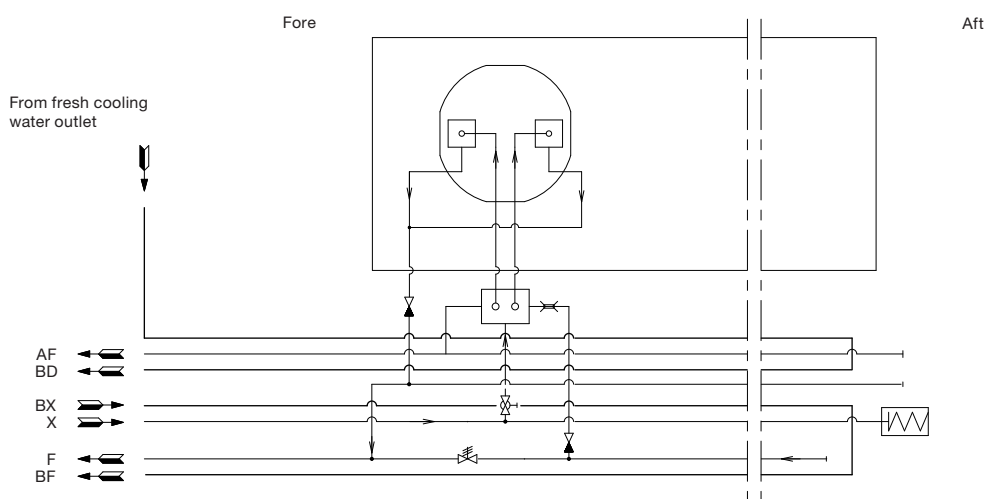 Fore
Aft
From fresh cooling
water outlet
AF
BD
BX
X
F
BF